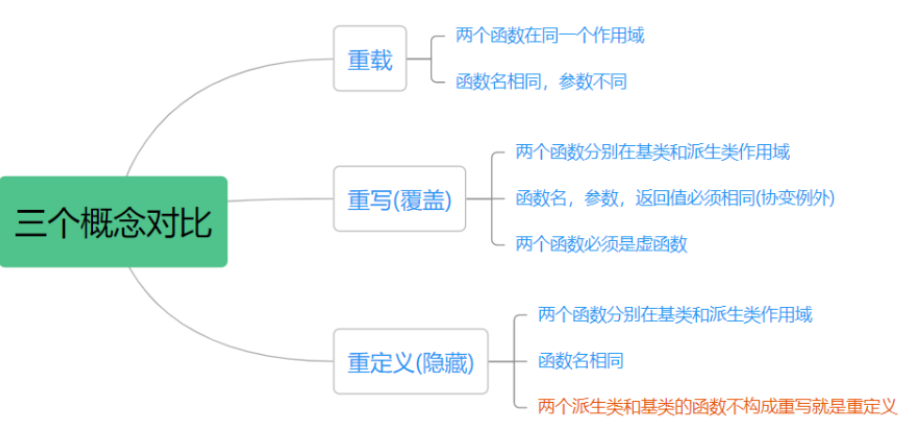 三个概念对比
重载
两个函数在同一个作用域
函数名相同，参数不同
重写(覆盖)
两个函数分别在基类和派生类作用域
函数名，参数，返回值必须相同(协变例外)
两个函数必须是虚函数
重定义(隐藏)
两个函数分别在基类和派生类作用域
函数名相同
两个派生类和基类的函数不构成重写就是重定义